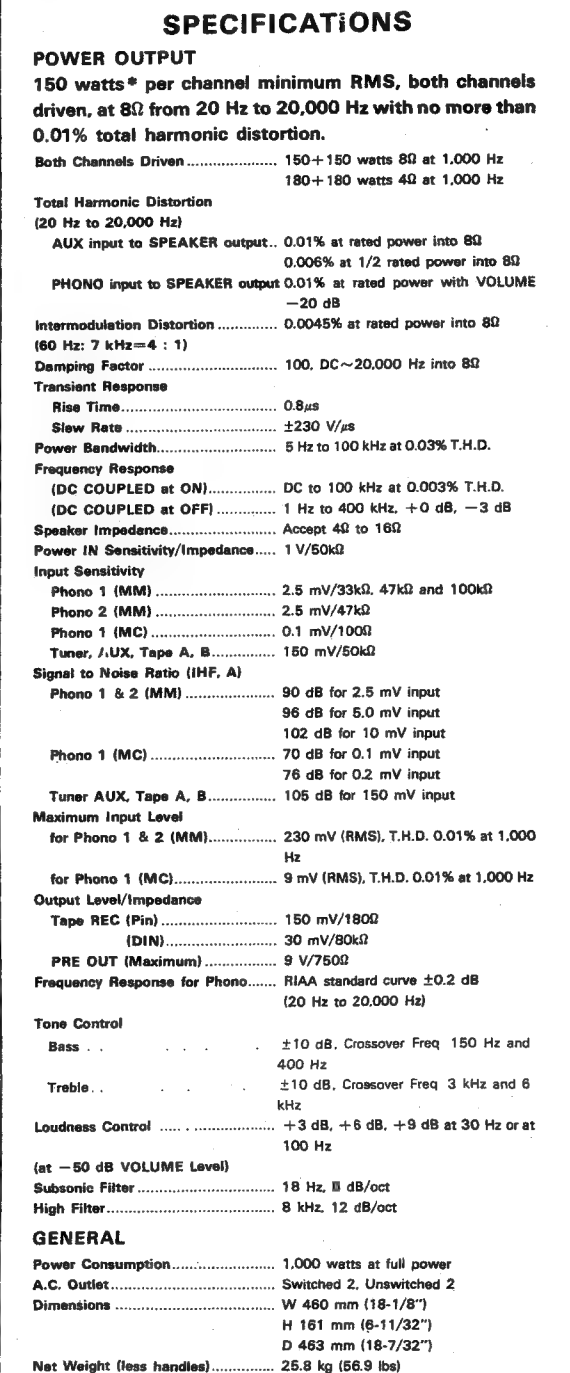 SPECIFICATiONS
POWER OUTPUT
150 watts* per channel minimum RMS, both channels
driven, at 8Ω from 20 Hz to 20,000 Hz with no more than
0.01% total harmonic distortion.
Both Channels Driven ..................... 150+150 watts 8Ω at 1,000 Hz
180+180 watts 4Ω at 1,000 Hz
Total Harmonic Distortion
(20 Hz to 20,000 Hz)
AUX input to SPEAKER output.. 0.01% at rated power into 8Ω
0.006% at 1/2 rated power into 8Ω
PHONO input to SPEAKER output 0.01% at rated power with VOLUME
−20 dB
Intermodulation Distortion .............. 0.0045% at rated power into 8Ω
(60 Hz: 7 kHz=4 : 1)
Damping Factor .............................. 100, DC~20,000 Hz into 8Ω
Transient Response
Rise Time.................................... 0.8μs
Slew Rate ................................... ±230 V/μs
Power Bandwidth............................ 5 Hz to 100 kHz at 0.03% T.H.D.
Frequency Response
(DC COUPLED at ON)................ DC to 100 kHz at 0.003% T.H.D.
(DC COUPLED at OFF) .............. 1 Hz to 400 kHz, +0 dB, −3 dB
Speaker Impedance......................... Accept 4Ω to 16Ω
Power IN Sensitivity/Impedance..... 1 V/50kΩ
Input Sensitivity
Phono 1 (MM) ............................ 2.5 mV/33kΩ, 47kΩ and 100kΩ
Phono 2 (MM) ............................ 2.5 mV/47kΩ
Phono 1 (MC) ............................. 0.1 mV/100Ω
Tuner, AUX, Tape A, B............... 150 mV/50kΩ
Signal to Noise Ratio (IHF, A)
Phono 1 & 2 (MM) ..................... 90 dB for 2.5 mV input
96 dB for 5.0 mV input
102 dB for 10 mV input
Phono 1 (MC) ............................. 70 dB for 0.1 mV input
76 dB for 0.2 mV input
Tuner AUX, Tape A, B................ 105 dB for 150 mV input
Maximum Input Level
for Phono 1 & 2 (MM)................ 230 mV (RMS), T.H.D. 0.01% at 1,000
Hz
for Phono 1 (MC)........................ 9 mV (RMS), T.H.D. 0.01% at 1,000 Hz
Output Level/Impedance
Tape REC (Pin) ........................... 150 mV/180Ω
(DIN).......................... 30 mV/80kΩ
PRE OUT (Maximum) ................. 9 V/750Ω
Frequency Response for Phono....... RIAA standard curve ±0.2 dB
(20 Hz to 20,000 Hz)
Tone Control
Bass . . . . . . ±10 dB, Crossover Freq 150 Hz and
400 Hz
Treble . . . . . ±10 dB, Crossover Freq 3 kHz and 6
kHz
Loudness Control ........................... +3 dB, +6 dB, +9 dB at 30 Hz or at
100 Hz
(at −50 dB VOLUME Level)
Subsonic Filter ................................ 18 Hz, dB/oct
High Filter....................................... 8 kHz, 12 dB/oct
GENERAL
Power Consumption........................ 1,000 watts at full power
A.C. Outlet...................................... Switched 2, Unswitched 2
Dimensions ..................................... W 460 mm (18-1/8″)
H 161 mm (6-11/32″)
D 463 mm (18-7/32″)
Net Weight (less handles)............... 25.8 kg (56.9 lbs)